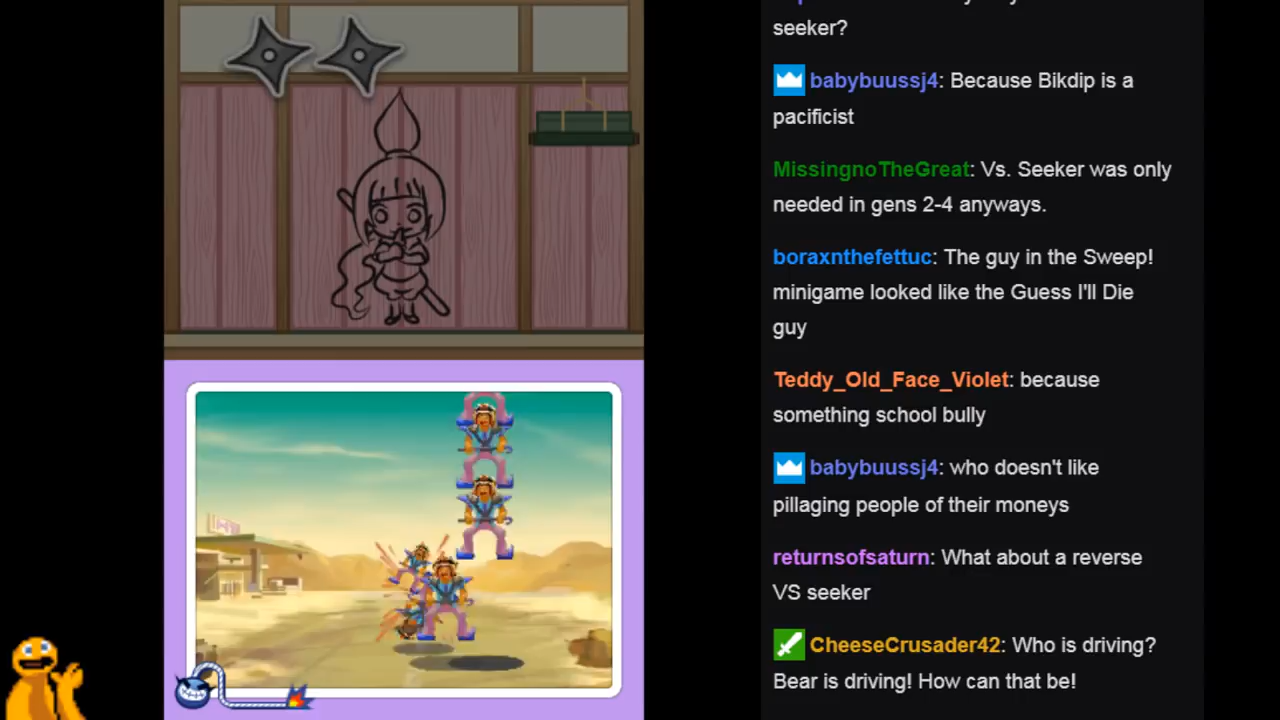 seeker?
babybuussj4: Because Bikdip is a
pacificist
MissingnoTheGreat: Vs. Seeker was only
needed in gens 2-4 anyways.
boraxnthefettuc: The guy in the Sweep!
minigame looked like the Guess I'll Die
guy
Teddy_Old_Face_Violet: because
something school bully
babybuussj4: who doesn't like
pillaging people of their moneys
returnsofsaturn: What about a reverse
VS seeker
CheeseCrusader42: Who is driving?
Bear is driving! How can that be!